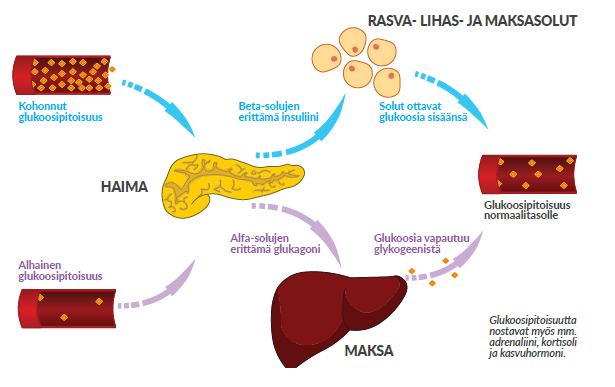 RASVA- LIHAS- JA MAKSASOLUT
Kohonnut
glukoosipitoisuus
Beta-solujen
erittämä insuliini
Solut ottavat
glukoosia sisäänsä
HAIMA
Glukoosipitoisuus
normaalitasolle
Alfa-solujen
erittämä glukagoni
Glukoosia vapautuu
glykogeenistä
Alhainen
glukoosipitoisuus
MAKSA
Glukoosipitoisuutta
nostavat myös mm.
adrenaliini, kortisoli
ja kasvuhormoni.